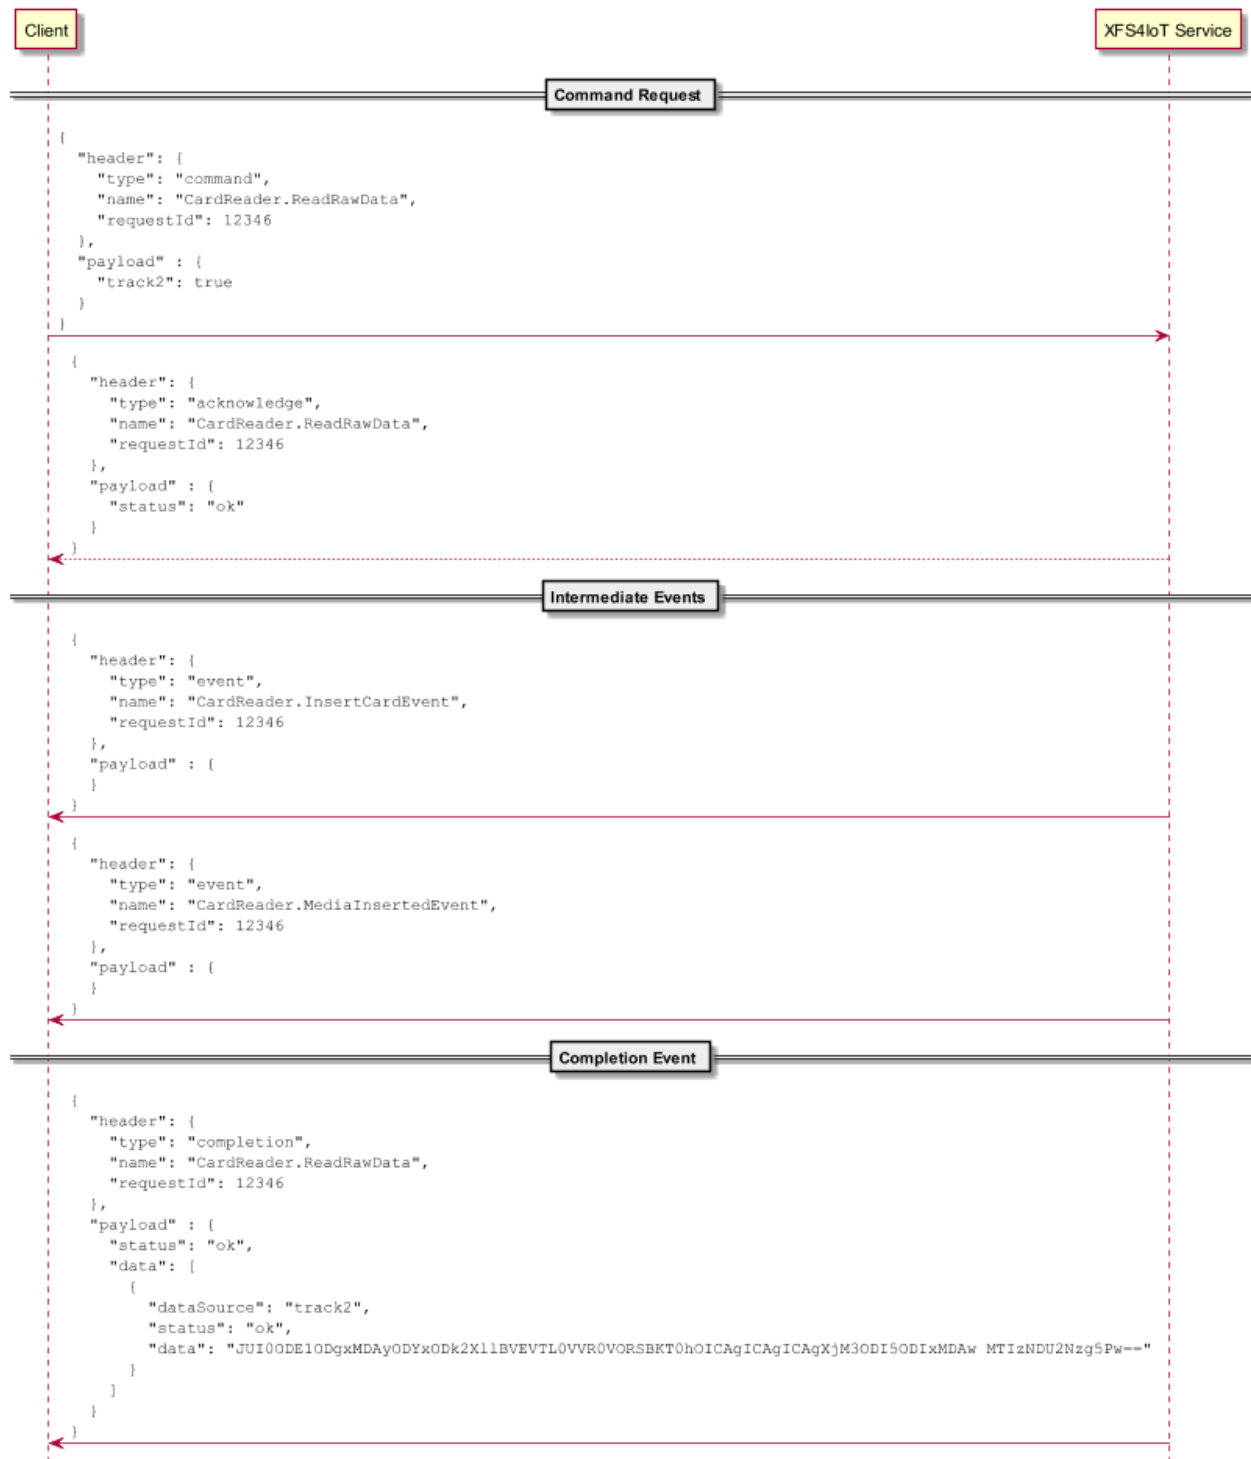 Client
XFS4IoT Service
Command Request
{
"header": {
"type": "command",
"name": "CardReader.ReadRawData",
"requestId": 12346
},
"payload" : {
"track2": true
}
}
{
"header": {
"type": "acknowledge",
"name": "CardReader.ReadRawData",
"requestId": 12346
},
"payload" : {
"status": "ok"
}
}
Intermediate Events
{
"header": {
"type": "event",
"name": "CardReader.InsertCardEvent",
"requestId": 12346
},
"payload" : {
}
}
{
"header": {
"type": "event",
"name": "CardReader.MediaInsertedEvent",
"requestId": 12346
},
"payload" : {
}
}
Completion Event
{
"header": {
"type": "completion",
"name": "CardReader.ReadRawData",
"requestId": 12346
},
"payload" : {
"status": "ok",
"data": [
{
"dataSource": "track2",
"status": "ok",
"data": "JUI0ODE1ODgxMDAyODYxODk2XllBVEVTL0VVR0VORSBKT0hOICAgICAgICAgXjM3ODI5ODIxMDAw MTIzNDU2Nzg5Pw=="
}
]
}
}